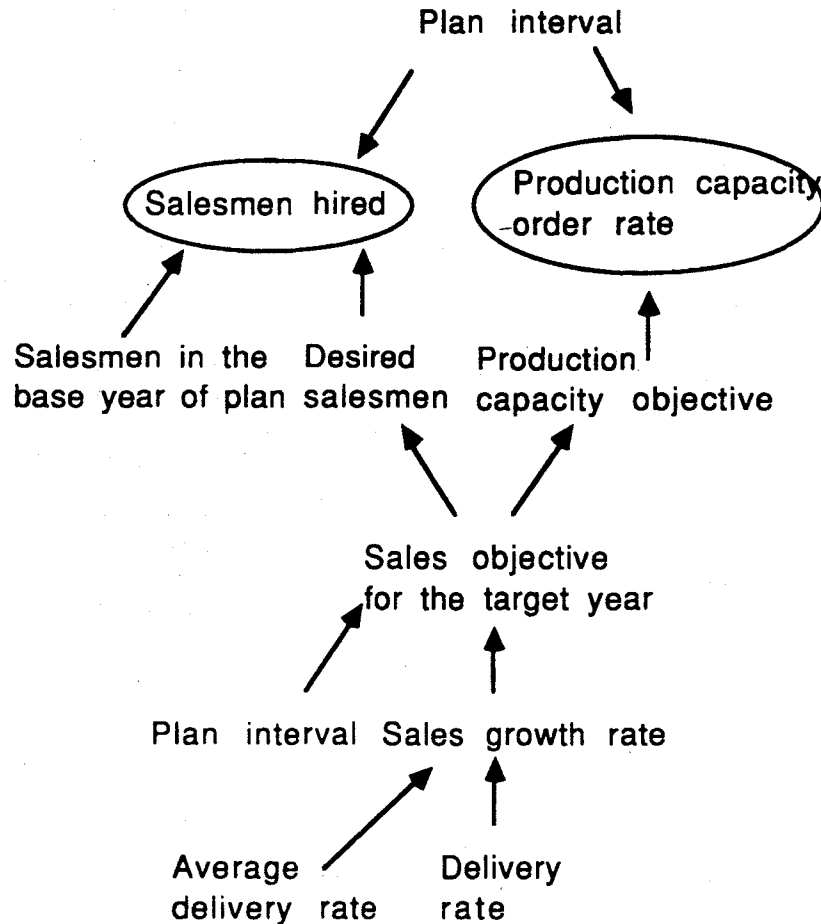 Plan interval
Salesmen hired
Production capacity
order rate
Salesmen in the
base year of plan
Desired
salesmen
Production
capacity objective
Sales objective
for the target year
Plan interval
Sales growth rate
Average
delivery rate
Delivery
rate